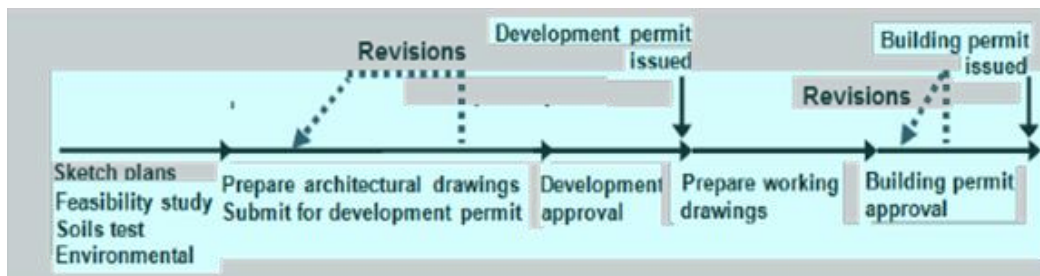 Development permit
issued
Building permit
issued
Revisions
Revisions
Sketch plans
Feasibility study
Soils test
Environmental
Prepare architectural drawings
Submit for development permit
Development
approval
Prepare working
drawings
Building permit
approval